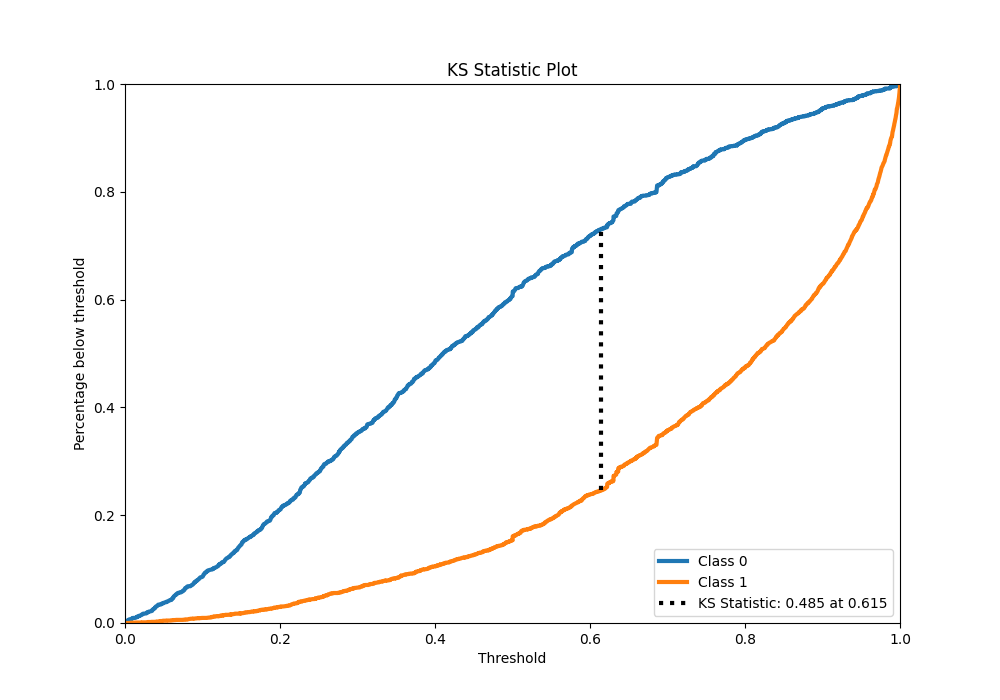 KS Statistic Plot
1.0
0.8
0.6
0.4
0.2
0.0
Percentage below threshold
0.0 0.2 0.4 0.6 0.8 1.0
Threshold
Class 0
Class 1
KS Statistic: 0.485 at 0.615